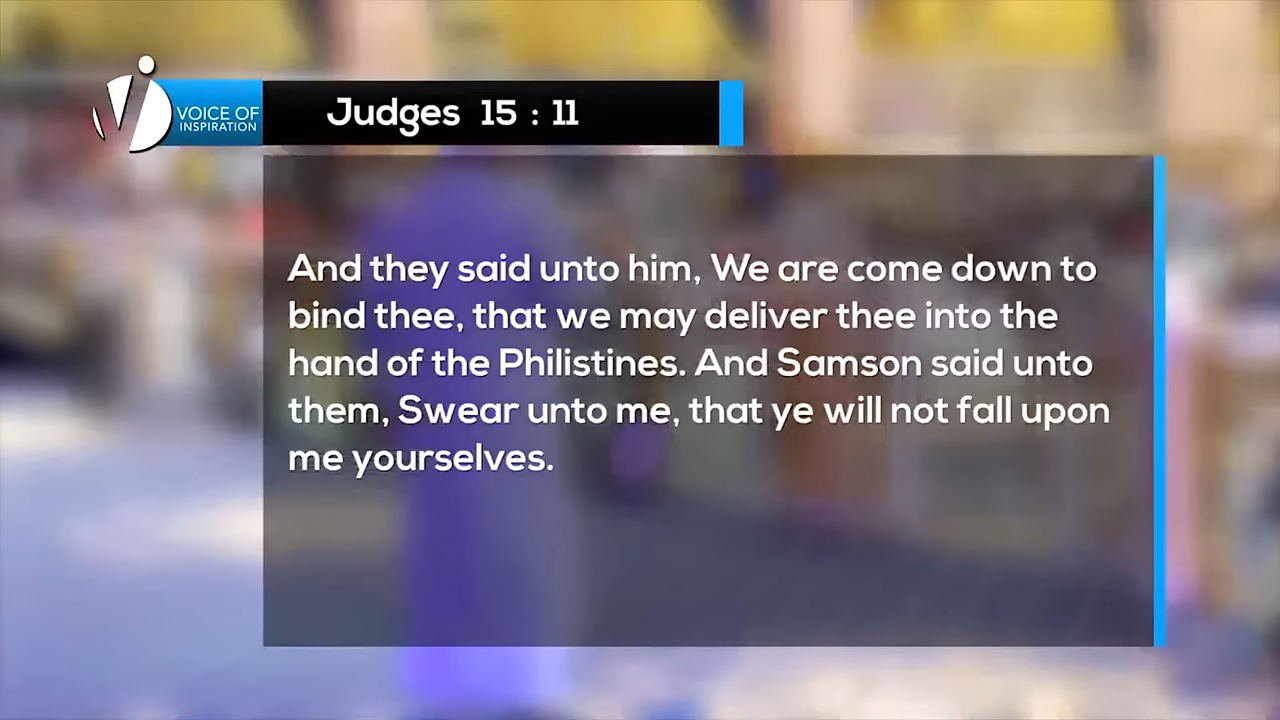 VOICE OF
INSPIRATION
Judges 15 : 11
And they said unto him, We are come down to
bind thee, that we may deliver thee into the
hand of the Philistines. And Samson said unto
them, Swear unto me, that ye will not fall upon
me yourselves.